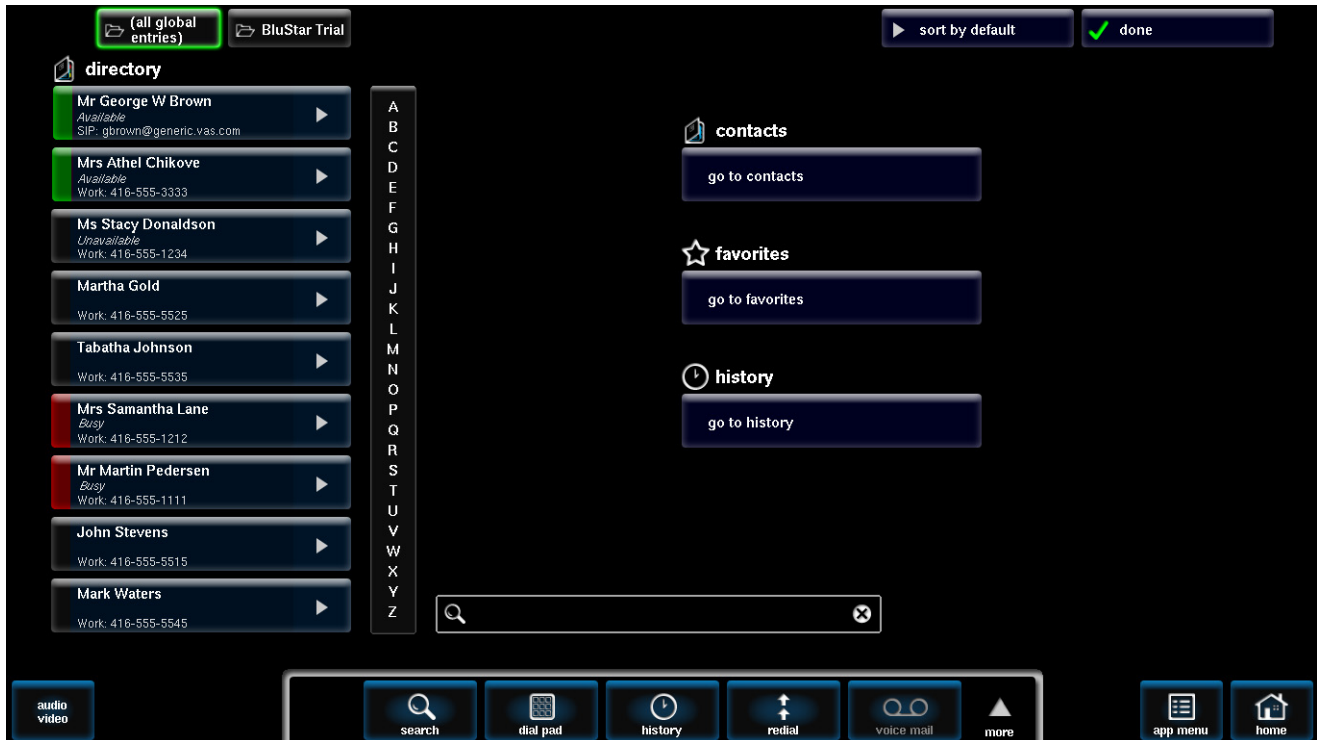 (all global
entries)
BluStar Trial
sort by default
done
directory
Mr George W Brown
Available
SIP: gbrown@generic.vas.com
Mrs Athel Chikove
Available
Work: 416-555-3333
Ms Stacy Donaldson
Unavailable
Work: 416-555-1234
Martha Gold
Work: 416-555-5525
Tabatha Johnson
Work: 416-555-5535
Mrs Samantha Lane
Busy
Work: 416-555-1212
Mr Martin Pedersen
Busy
Work: 416-555-1111
John Stevens
Work: 416-555-5515
Mark Waters
Work: 416-555-5545
A
B
C
D
E
F
G
H
I
J
K
L
M
N
O
P
Q
R
S
T
U
V
W
X
Y
Z
contacts
go to contacts
favorites
go to favorites
history
go to history
audio
video
search
dial pad
history
redial
voice mail
more
app menu
home